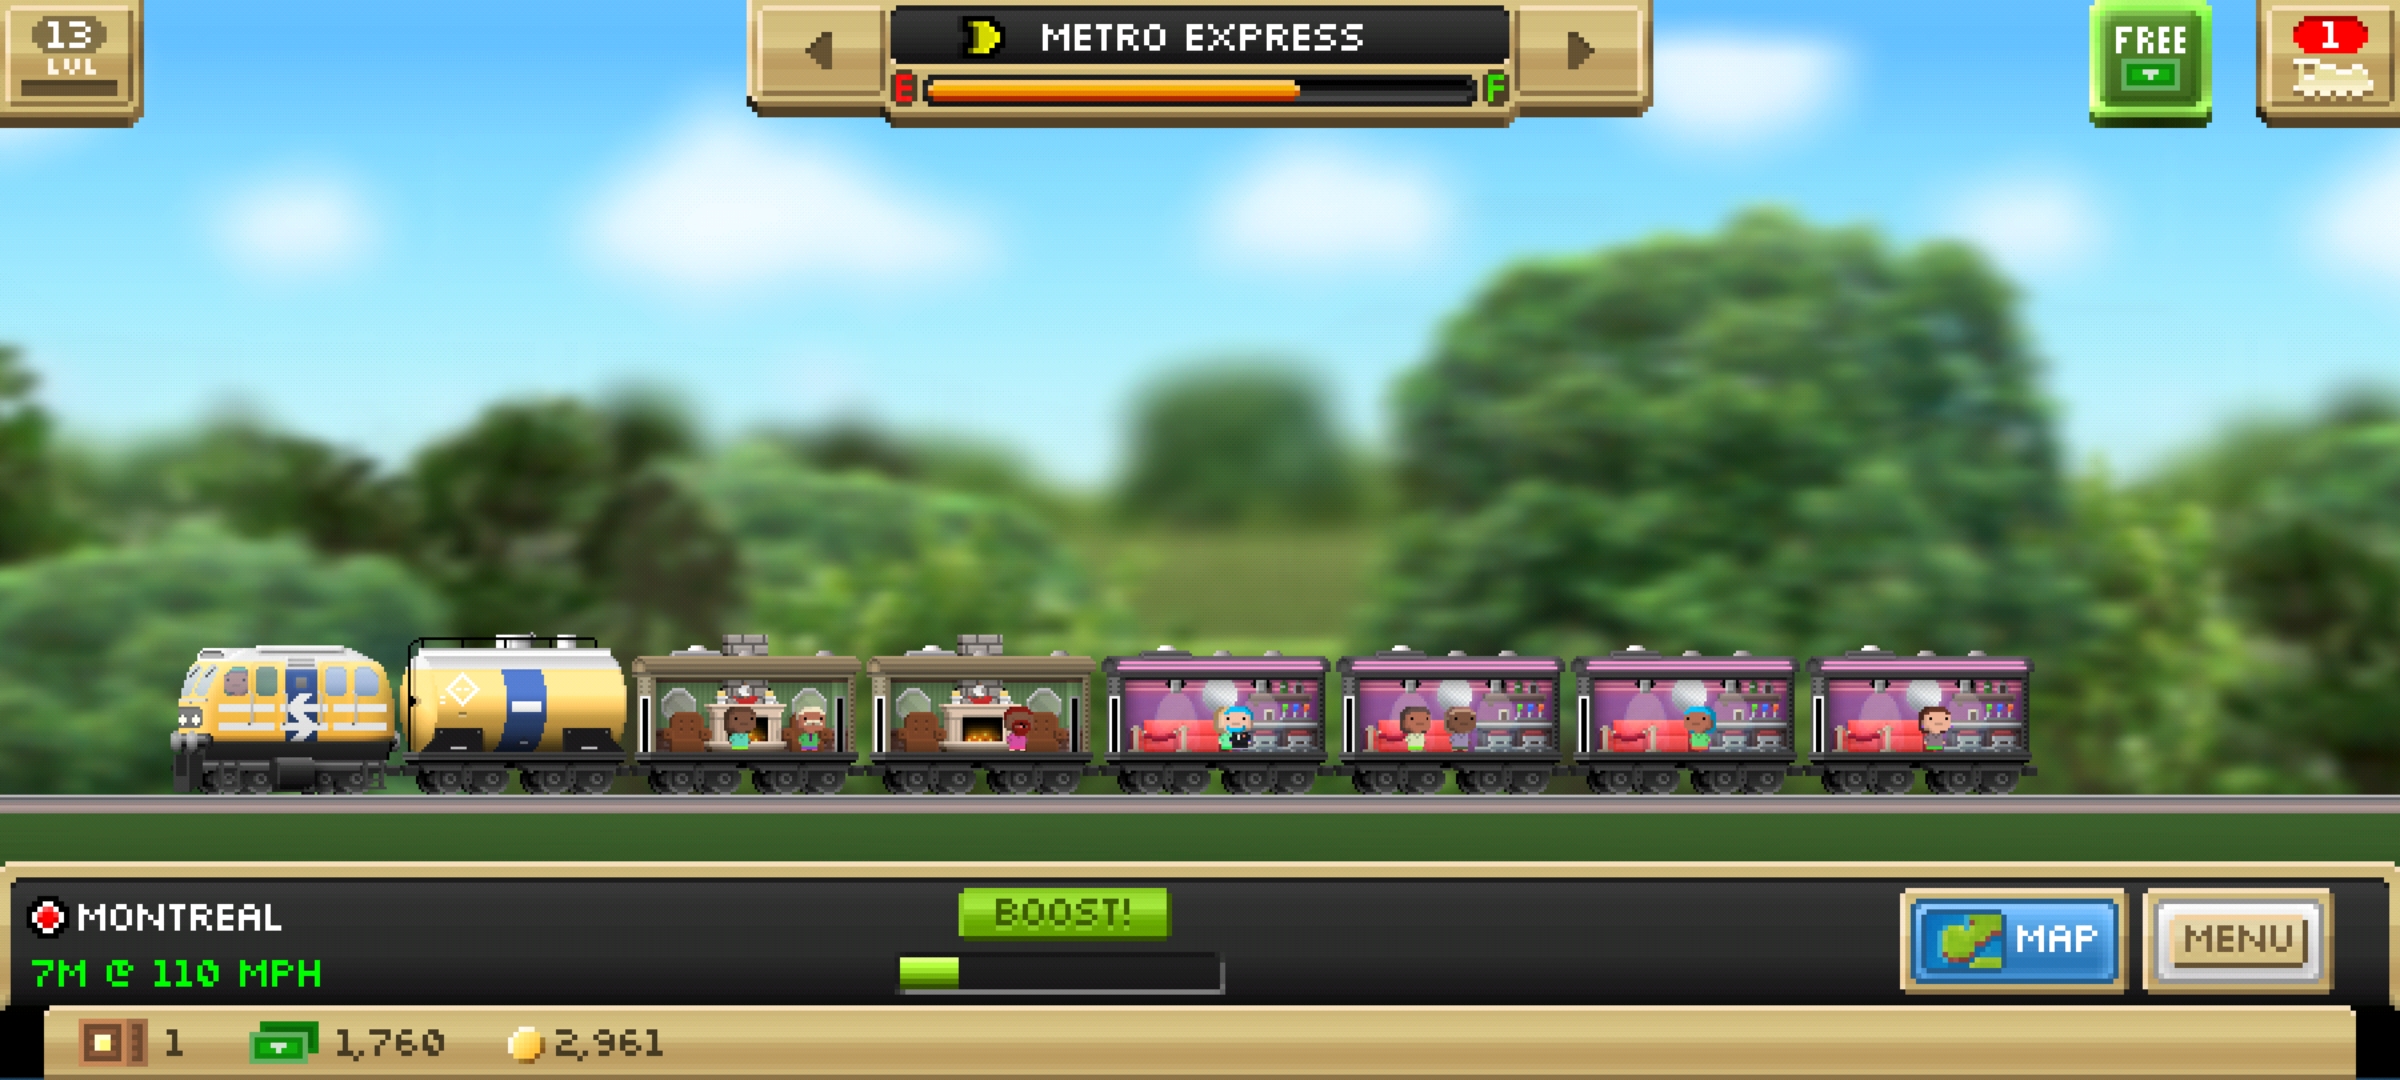 13
LVL
METRO EXPRESS
E F
FREE
1
MONTREAL
7M @ 110 MPH
BOOST!
MAP
MENU
1 1,760 2,961